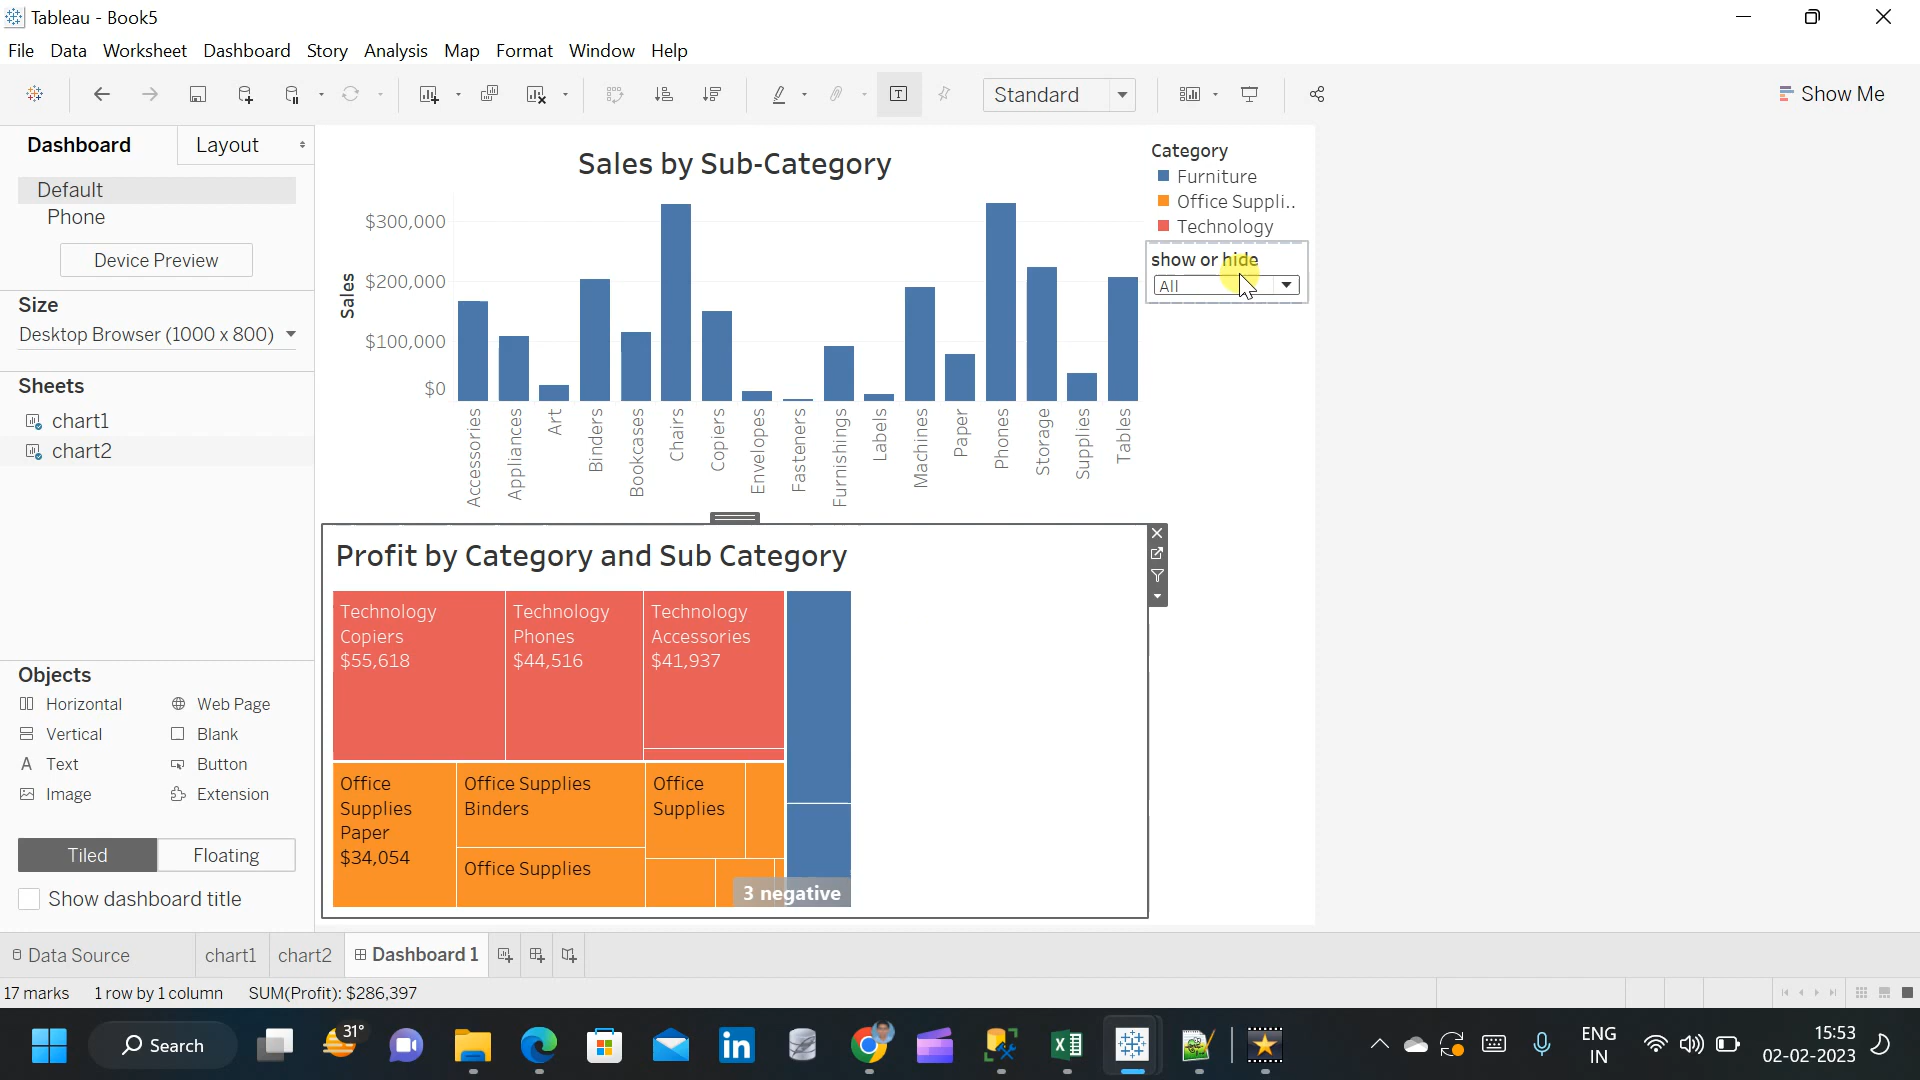 Tableau - Book5
File Data Worksheet Dashboard Story Analysis Map Format Window Help
Standard
Show Me
Dashboard Layout
Default
Phone
Device Preview
Size
Desktop Browser (1000 x 800)
Sheets
chart1
chart2
Objects
Horizontal Web Page
Vertical Blank
Text Button
Image Extension
Tiled Floating
Show dashboard title
Sales by Sub-Category
Sales
$300,000
$200,000
$100,000
$0
Accessories
Appliances
Art
Binders
Bookcases
Chairs
Copiers
Envelopes
Fasteners
Furnishings
Labels
Machines
Paper
Phones
Storage
Supplies
Tables
Category
Furniture
Office Suppli..
Technology
show or hide
All
Profit by Category and Sub Category
Technology
Copiers
$55,618
Technology
Phones
$44,516
Technology
Accessories
$41,937
Office
Supplies
Paper
$34,054
Office Supplies
Binders
Office Supplies
Office
Supplies
3 negative
Data Source chart1 chart2 Dashboard 1
17 marks 1 row by 1 column SUM(Profit): $286,397
Search
31°
ENG
IN
15:53
02-02-2023